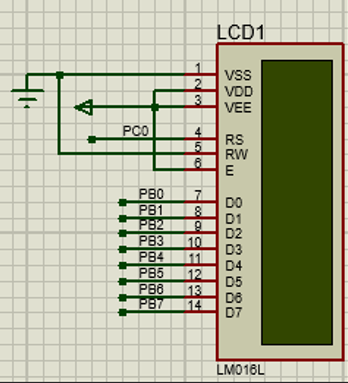 LCD1
1 VSS
2 VDD
3 VEE
PC0 4 RS
5 RW
6 E
PB0 7 D0
PB1 8 D1
PB2 9 D2
PB3 10 D3
PB4 11 D4
PB5 12 D5
PB6 13 D6
PB7 14 D7
LM016L